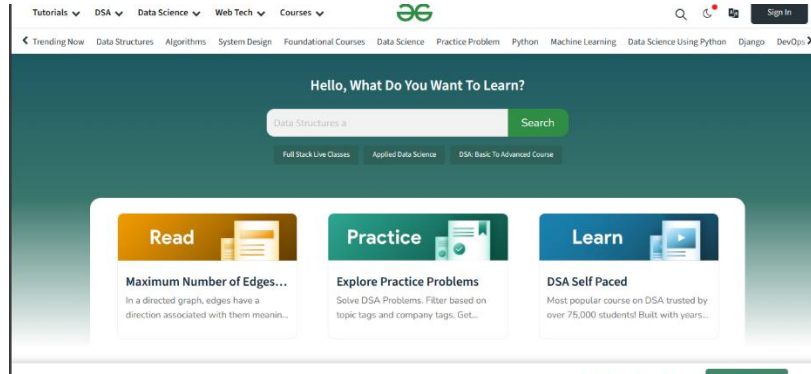 Tutorials DSA Data Science Web Tech Courses Sign In
Trending Now Data Structures Algorithms System Design Foundational Courses Data Science Practice Problem Python Machine Learning Data Science Using Python Django DevOps
Hello, What Do You Want To Learn?
Data Structures a Search
Full Stack Live Classes Applied Data Science DSA: Basic To Advanced Course
Read Practice Learn
Maximum Number of Edges... Explore Practice Problems DSA Self Paced
In a directed graph, edges have a Solve DSA Problems. Filter based on Most popular course on DSA trusted by
direction associated with them meanin... topic tags and company tags. Get... over 75,000 students! Built with years...